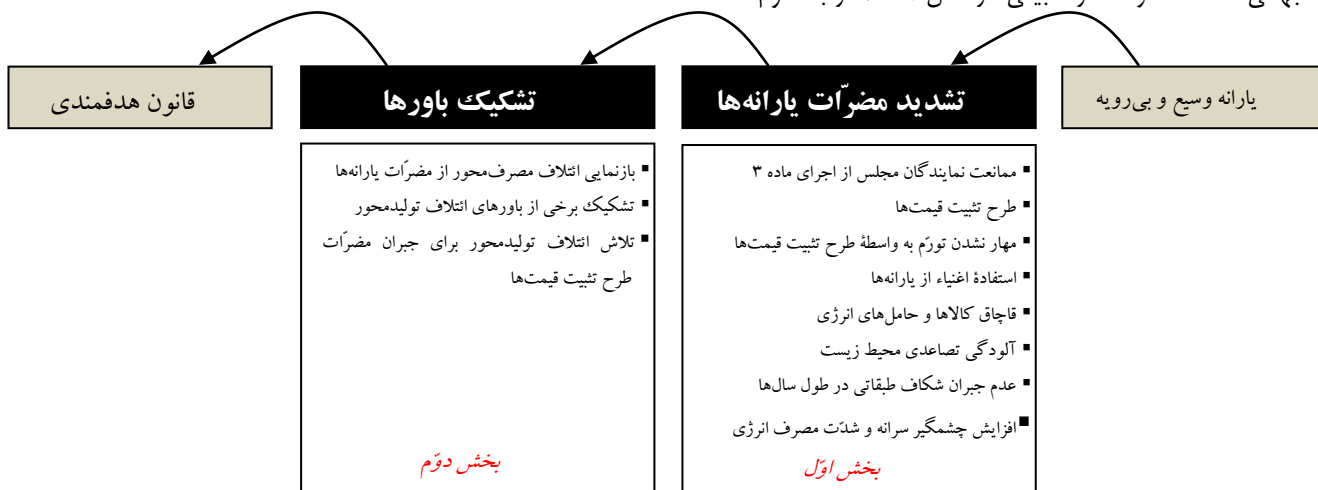 یارانه وسیع و بی‌رویه
تشدید مضرّات یارانه‌ها
تشکیک باورها
قانون هدفمندی
▪ ممانعت نمایندگان مجلس از اجرای ماده ۳
▪ طرح تثبیت قیمت‌ها
▪ مهار نشدن تورّم به واسطۀ طرح تثبیت قیمت‌ها
▪ استفادۀ اغنیاء از یارانه‌ها
▪ قاچاق کالاها و حامل‌های انرژی
▪ آلودگی تصاعدی محیط زیست
▪ عدم جبران شکاف طبقاتی در طول سال‌ها
▪ افزایش چشمگیر سرانه و شدّت مصرف انرژی
بخش اوّل
▪ بازنمایی ائتلاف مصرف‌محور از مضرّات یارانه‌ها
▪ تشکیک برخی از باورهای ائتلاف تولیدمحور
▪ تلاش ائتلاف تولیدمحور برای جبران مضرّات
طرح تثبیت قیمت‌ها
بخش دوّم